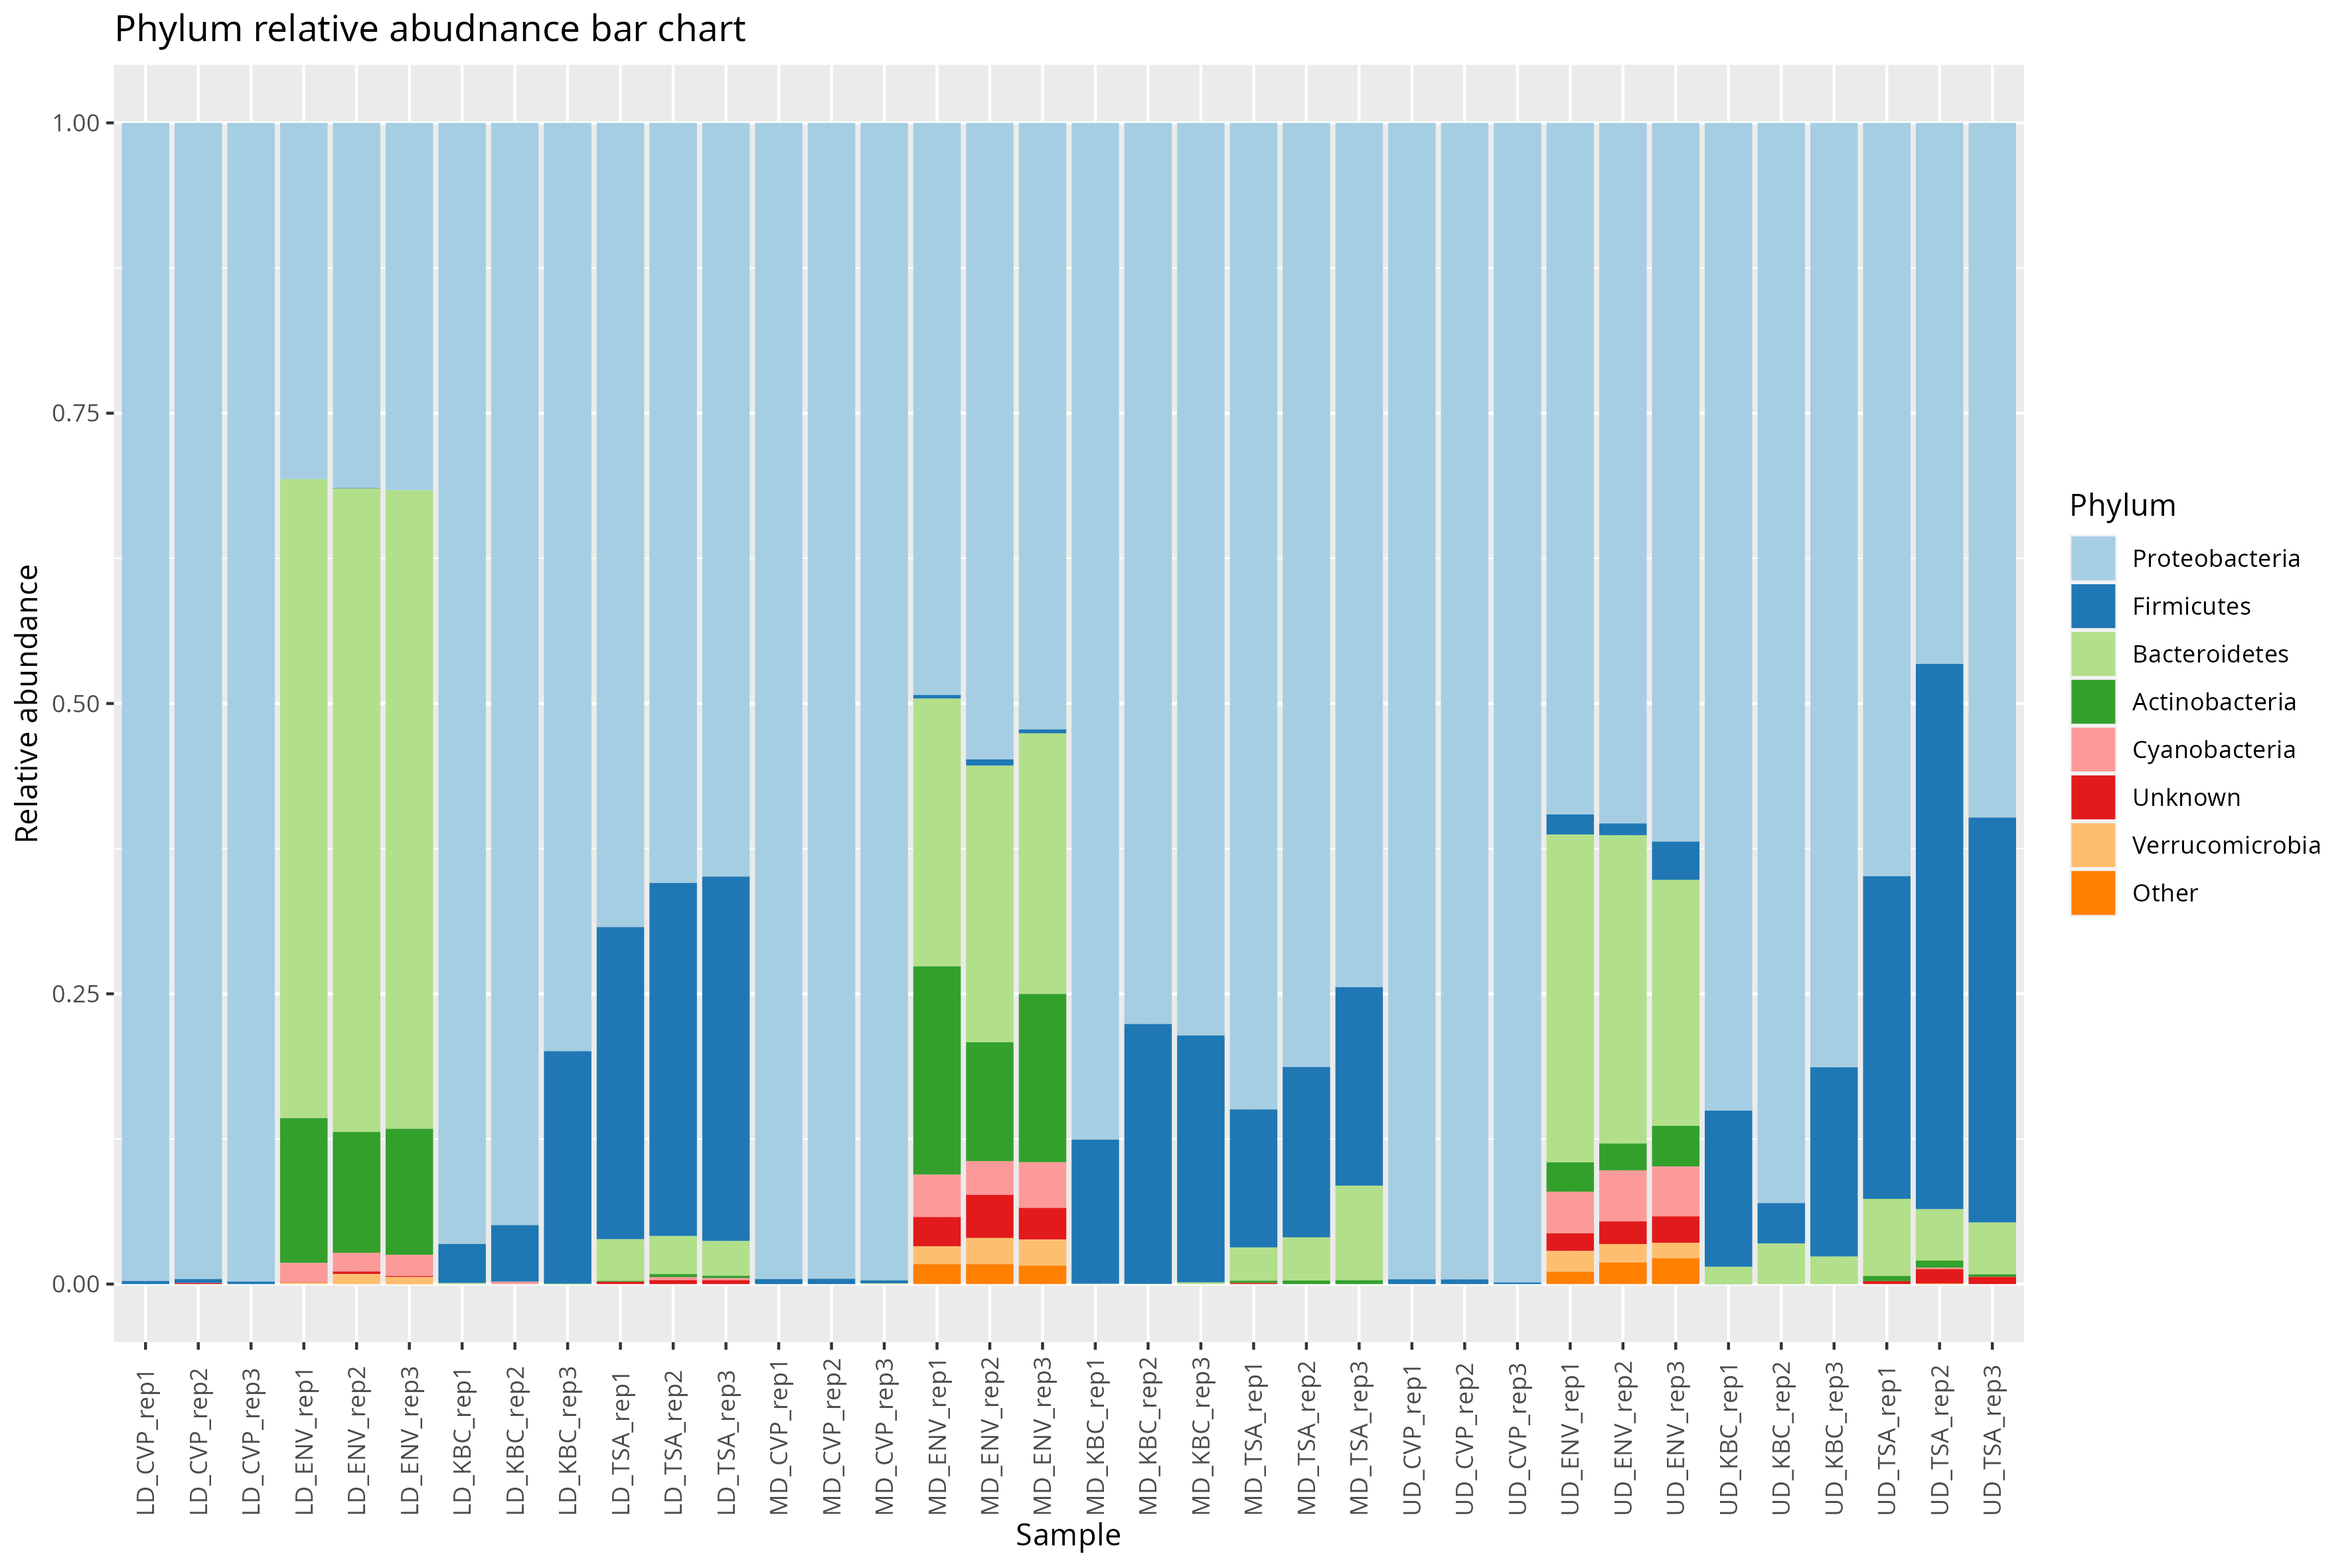 Phylum relative abudnance bar chart
1.00
0.75
0.50
0.25
0.00
Relative abundance
LD_CVP_rep1
LD_CVP_rep2
LD_CVP_rep3
LD_ENV_rep1
LD_ENV_rep2
LD_ENV_rep3
LD_KBC_rep1
LD_KBC_rep2
LD_KBC_rep3
LD_TSA_rep1
LD_TSA_rep2
LD_TSA_rep3
MD_CVP_rep1
MD_CVP_rep2
MD_CVP_rep3
MD_ENV_rep1
MD_ENV_rep2
MD_ENV_rep3
MD_KBC_rep1
MD_KBC_rep2
MD_KBC_rep3
MD_TSA_rep1
MD_TSA_rep2
MD_TSA_rep3
UD_CVP_rep1
UD_CVP_rep2
UD_CVP_rep3
UD_ENV_rep1
UD_ENV_rep2
UD_ENV_rep3
UD_KBC_rep1
UD_KBC_rep2
UD_KBC_rep3
UD_TSA_rep1
UD_TSA_rep2
UD_TSA_rep3
Sample
Phylum
Proteobacteria
Firmicutes
Bacteroidetes
Actinobacteria
Cyanobacteria
Unknown
Verrucomicrobia
Other